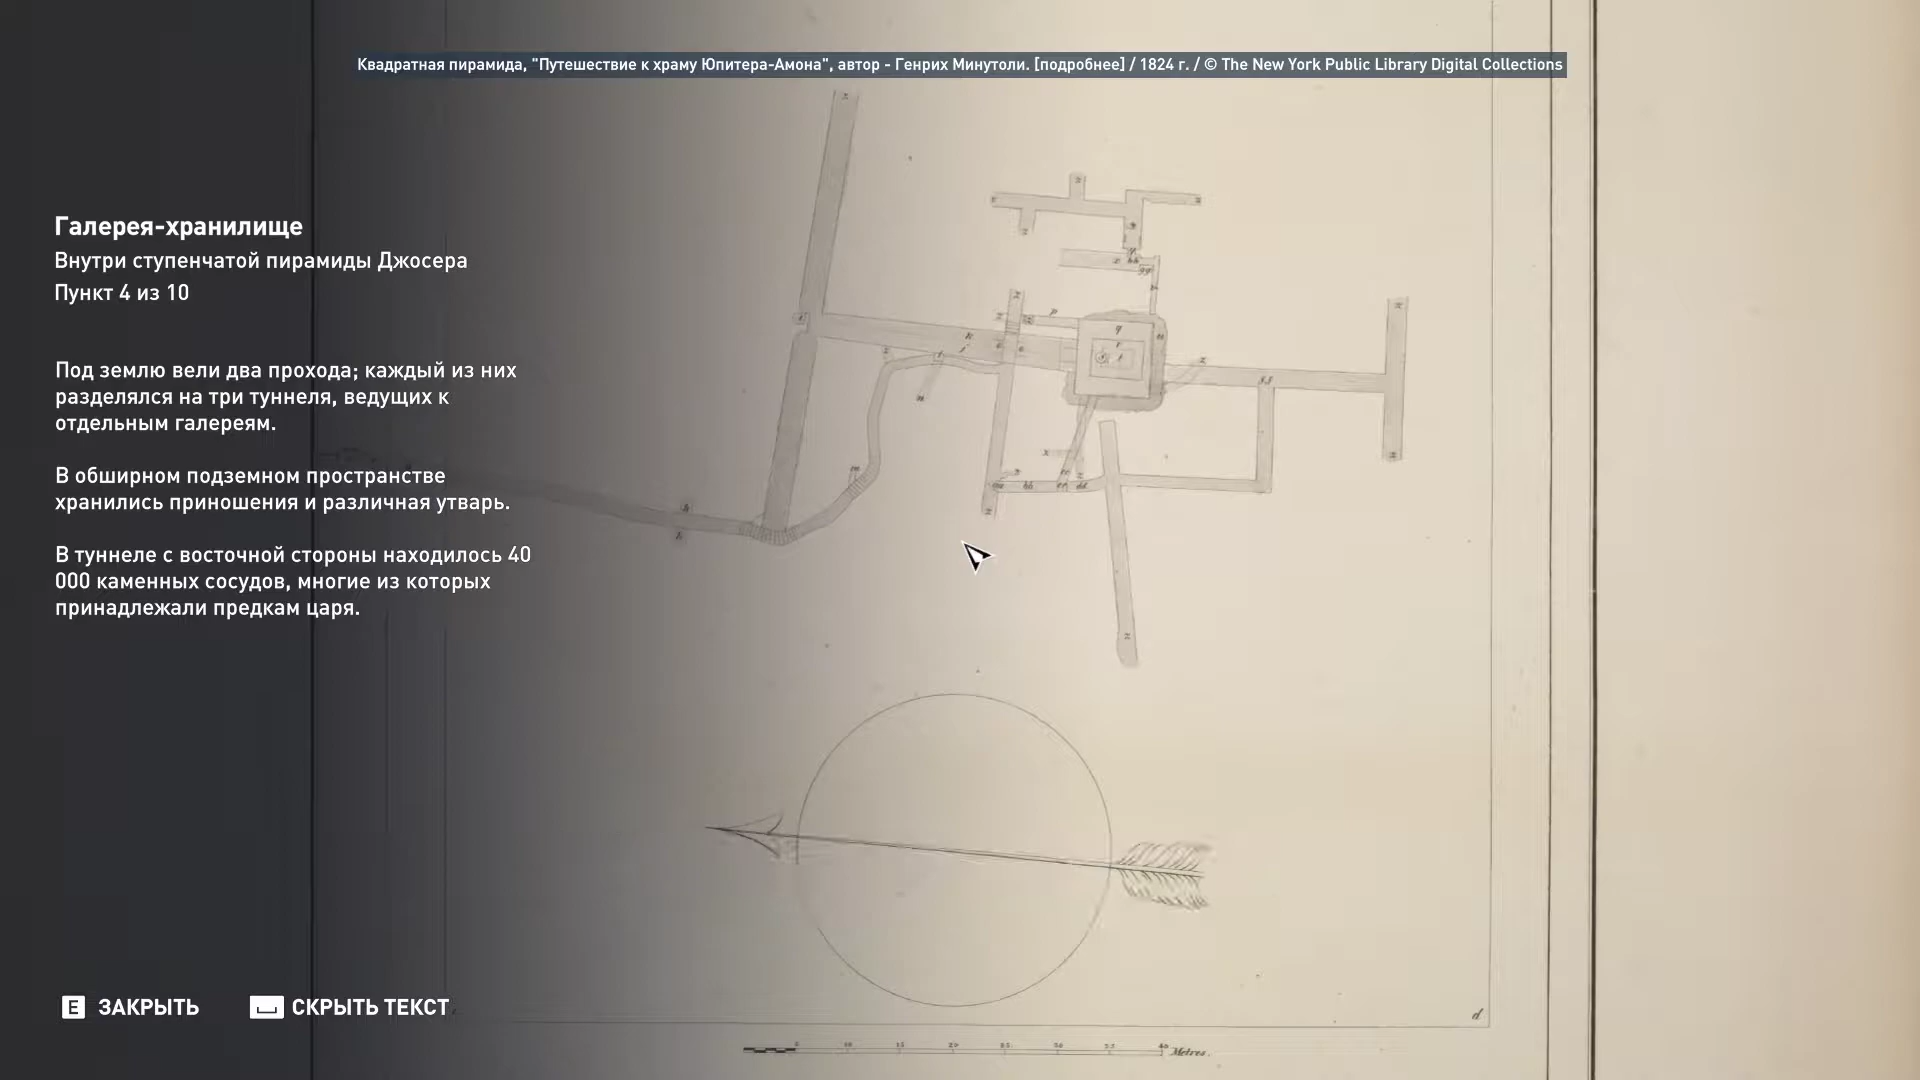 Квадратная пирамида, "Путешествие к храму Юпитера-Амона", автор - Генрих Минутоли. [подробнее] / 1824 г. / © The New York Public Library Digital Collections
Галерея-хранилище
Внутри ступенчатой пирамиды Джосера
Пункт 4 из 10
Под землю вели два прохода; каждый из них
разделялся на три туннеля, ведущих к
отдельным галереям.
В обширном подземном пространстве
хранились приношения и различная утварь.
В туннеле с восточной стороны находилось 40
000 каменных сосудов, многие из которых
принадлежали предкам царя.
E ЗАКРЫТЬ
СКРЫТЬ ТЕКСТ
d
Metres.